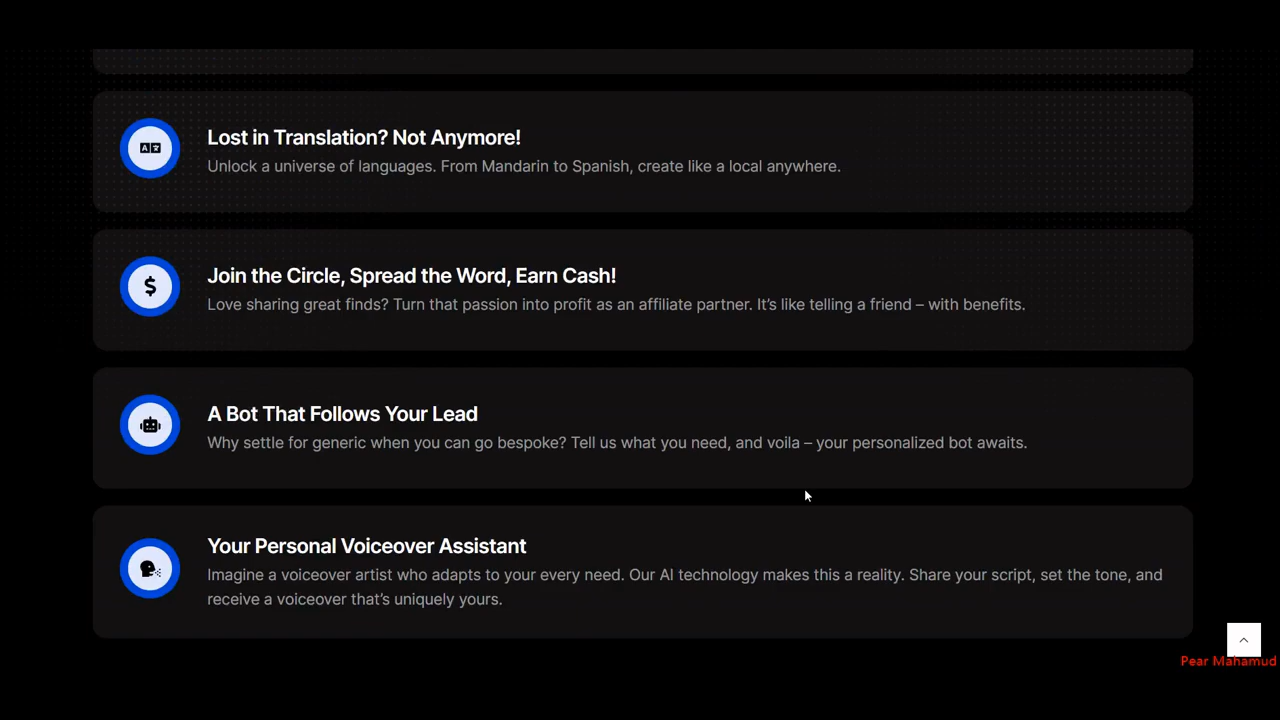 Lost in Translation? Not Anymore!
Unlock a universe of languages. From Mandarin to Spanish, create like a local anywhere.
Join the Circle, Spread the Word, Earn Cash!
Love sharing great finds? Turn that passion into profit as an affiliate partner. It’s like telling a friend – with benefits.
A Bot That Follows Your Lead
Why settle for generic when you can go bespoke? Tell us what you need, and voila – your personalized bot awaits.
Your Personal Voiceover Assistant
Imagine a voiceover artist who adapts to your every need. Our AI technology makes this a reality. Share your script, set the tone, and
receive a voiceover that’s uniquely yours.
Pear Mahamud